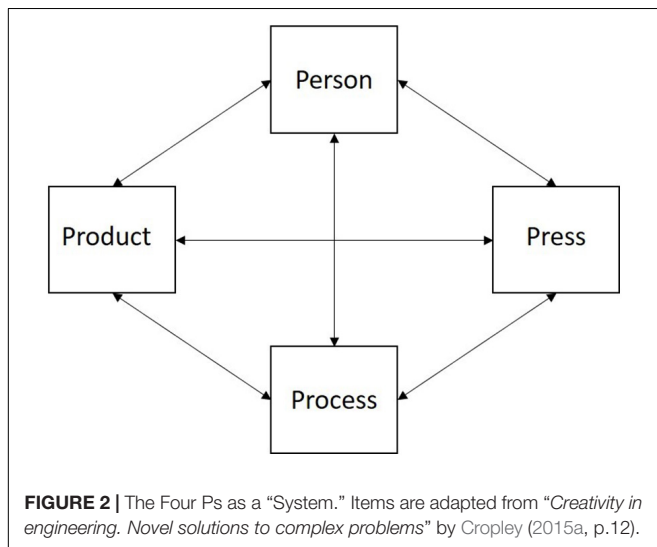 Person
Product
Press
Process
FIGURE 2 | The Four Ps as a “System.” Items are adapted from “Creativity in
engineering. Novel solutions to complex problems” by Cropley (2015a, p.12).